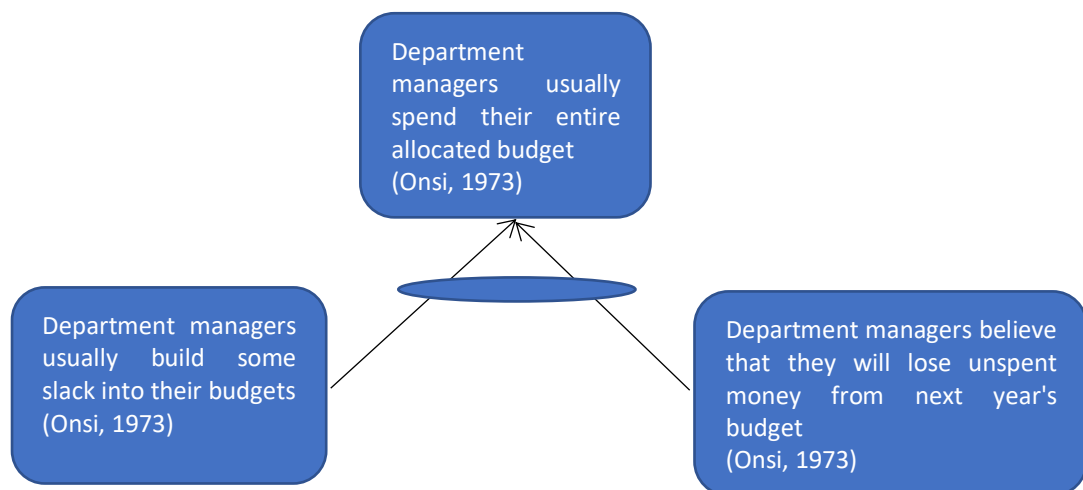 Department
managers usually
spend their entire
allocated budget
(Onsi, 1973)
Department managers
usually build some
slack into their budgets
(Onsi, 1973)
Department managers believe
that they will lose unspent
money from next year's
budget
(Onsi, 1973)